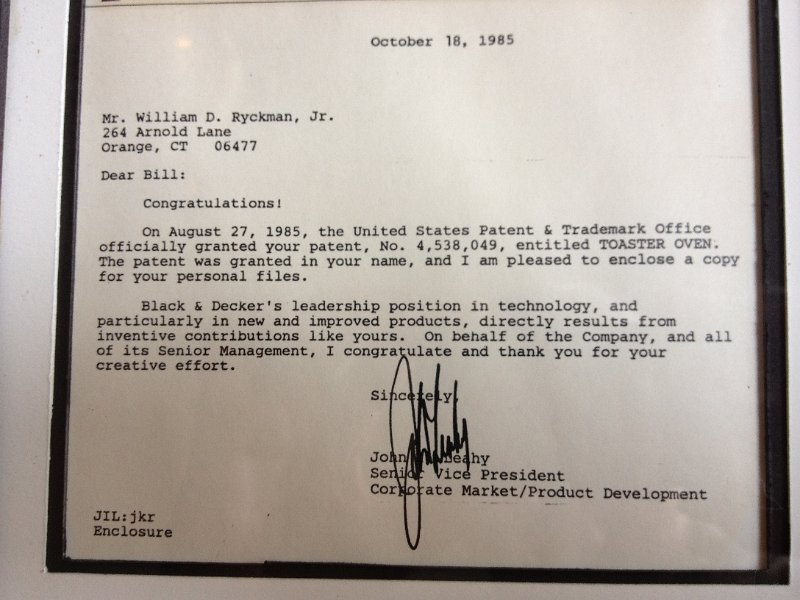 October 18, 1985
Mr. William D. Ryckman, Jr.
264 Arnold Lane
Orange, CT 06477
Dear Bill:
Congratulations!
On August 27, 1985, the United States Patent & Trademark Office
officially granted your patent, No. 4,538,049, entitled TOASTER OVEN.
The patent was granted in your name, and I am pleased to enclose a copy
for your personal files.
Black & Decker's leadership position in technology, and
particularly in new and improved products, directly results from
inventive contributions like yours. On behalf of the Company, and all
of its Senior Management, I congratulate and thank you for your
creative effort.
Sincerely,
John Leahy
Senior Vice President
Corporate Market/Product Development
JIL:jkr
Enclosure